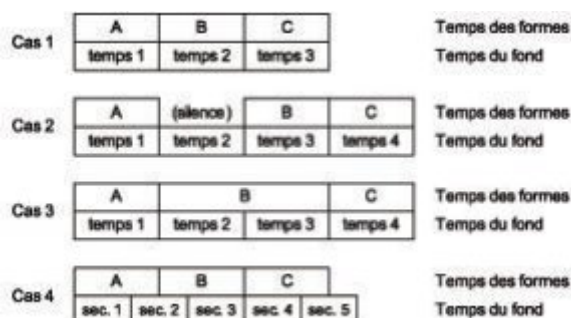 A B C Temps des formes
Cas 1
temps 1 temps 2 temps 3 Temps du fond
A (silence) B C Temps des formes
Cas 2
temps 1 temps 2 temps 3 temps 4 Temps du fond
A B C Temps des formes
Cas 3
temps 1 temps 2 temps 3 temps 4 Temps du fond
A B C Temps des formes
Cas 4
sec. 1 sec. 2 sec. 3 sec. 4 sec. 5 Temps du fond